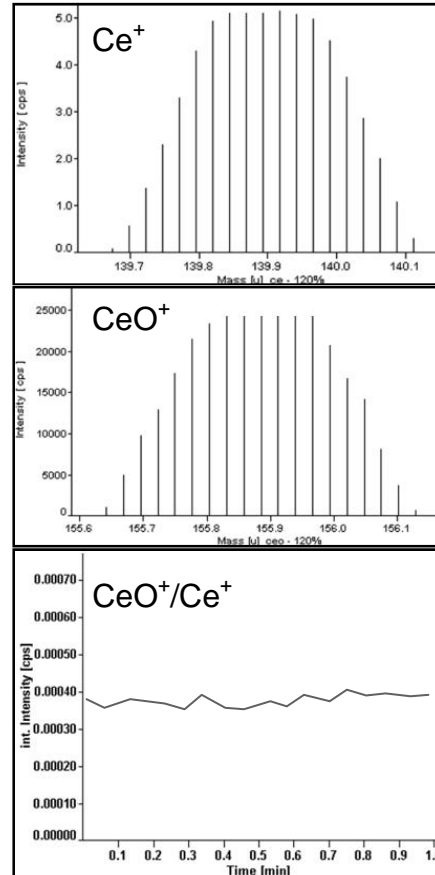 Ce+
Intensity [ cps ]
5.0
4.0
3.0
2.0
1.0
0.0
139.7 139.8 139.9 140.0 140.1
Mass [u] ce - 120%
CeO+
Intensity [ cps ]
25000
20000
15000
10000
5000
0
155.6 155.7 155.8 155.9 156.0 156.1
Mass [u] ceo - 120%
CeO+/Ce+
int. Intensity [cps]
0.00070
0.00060
0.00050
0.00040
0.00030
0.00020
0.00010
0.00000
0.1 0.2 0.3 0.4 0.5 0.6 0.7 0.8 0.9 1.
Time [min]